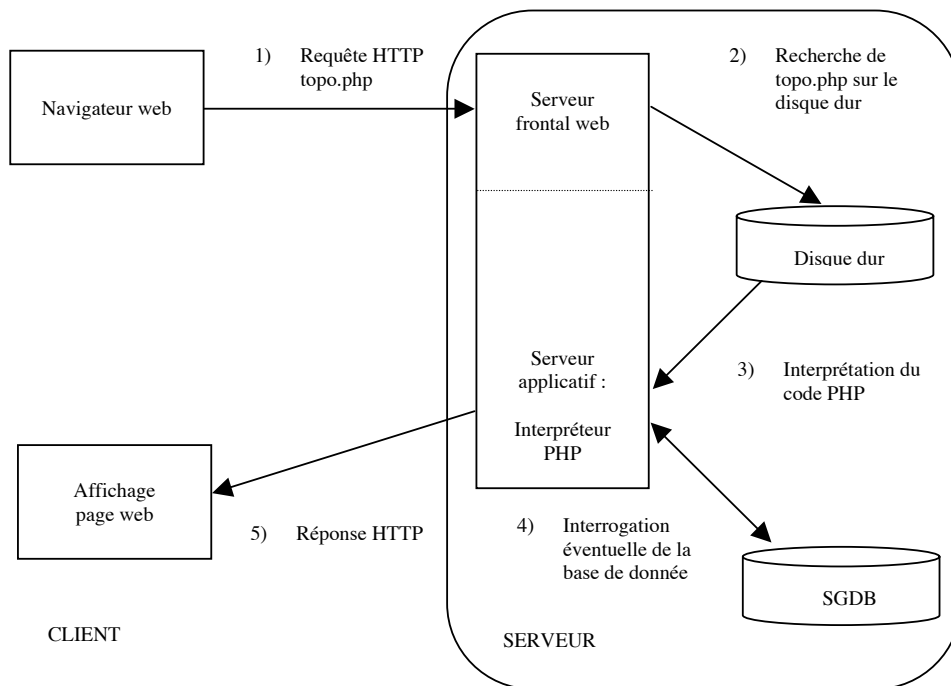 1) Requête HTTP
topo.php
2) Recherche de
topo.php sur le
disque dur
Navigateur web
Serveur
frontal web
Disque dur
Serveur
applicatif :
Interpréteur
PHP
3) Interprétation du
code PHP
Affichage
page web
5) Réponse HTTP
4) Interrogation
éventuelle de la
base de donnée
SGDB
CLIENT
SERVEUR